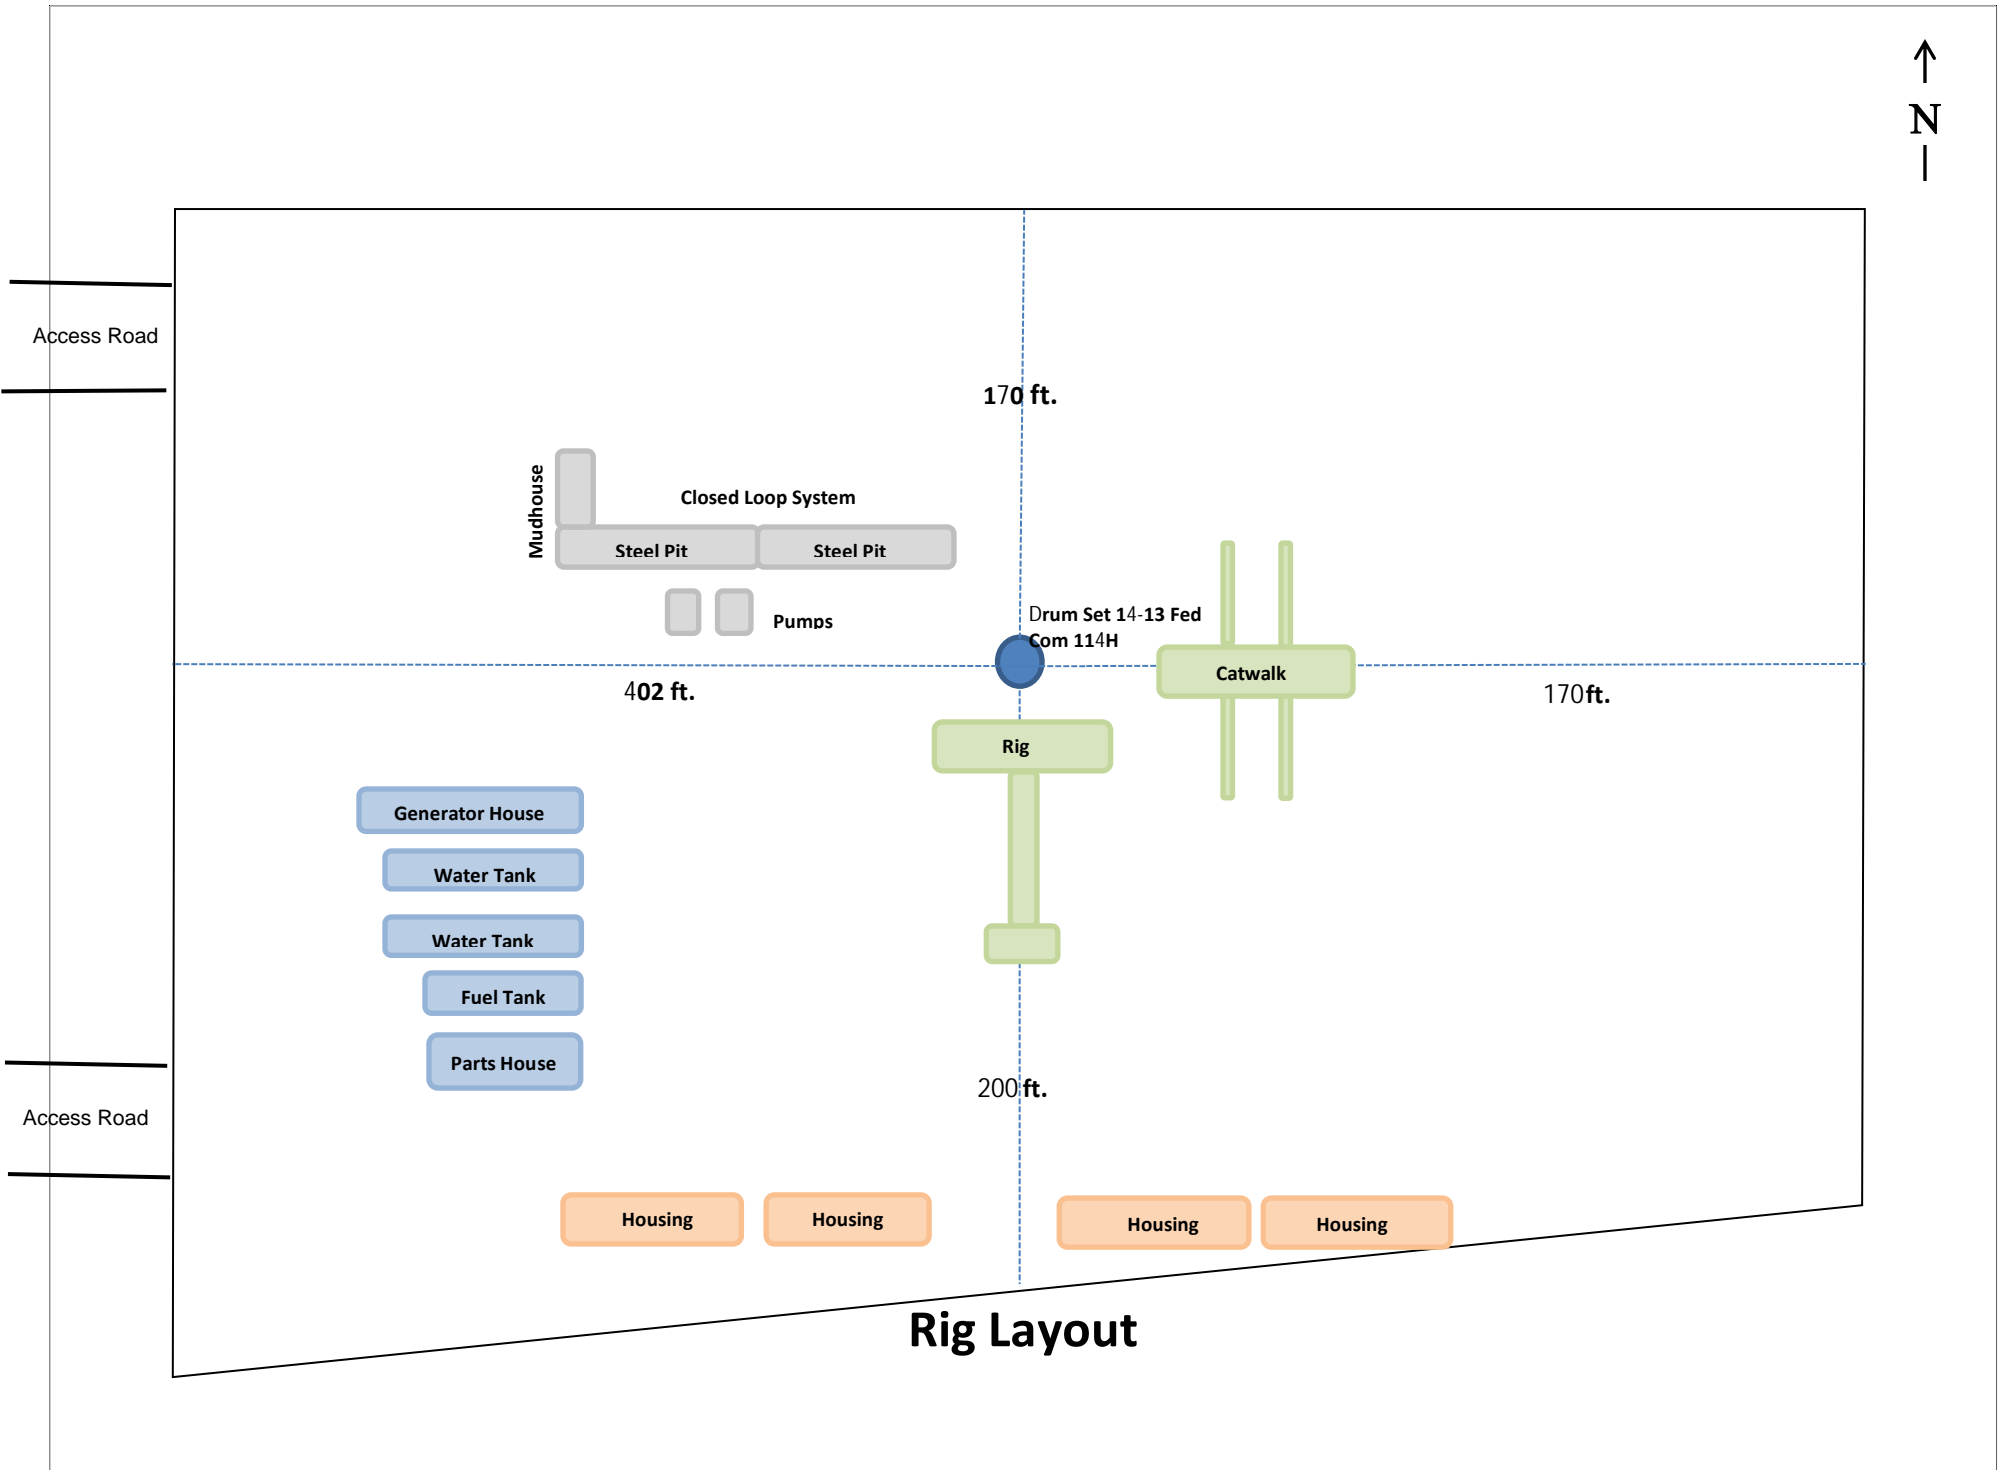 N
Access Road
170 ft.
Mudhouse
Closed Loop System
Steel Pit
Steel Pit
Pumps
Drum Set 14-13 Fed
Com 114H
Catwalk
402 ft.
170ft.
Rig
Generator House
Water Tank
Water Tank
Fuel Tank
Parts House
200 ft.
Access Road
Housing
Housing
Housing
Housing
Rig Layout